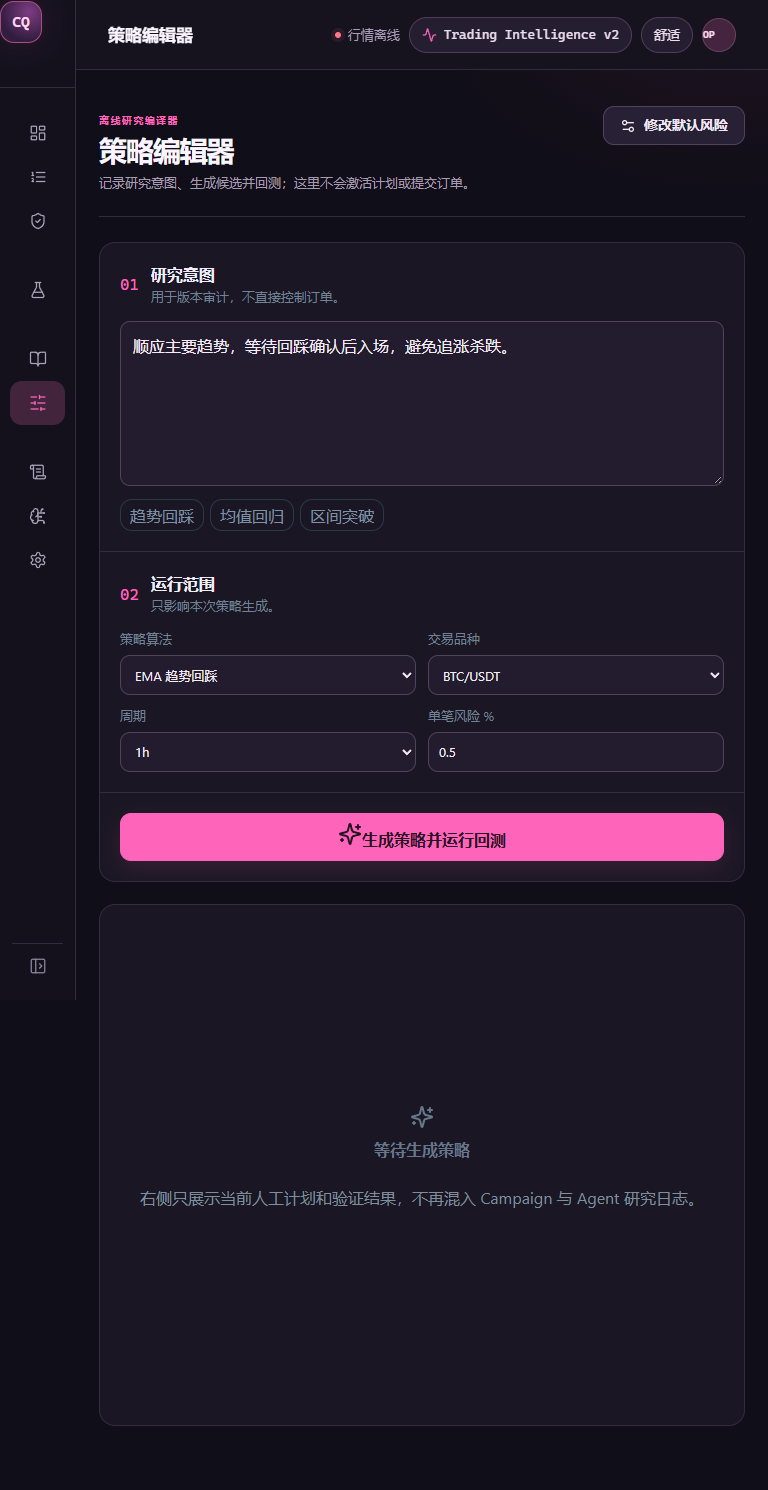 CQ
策略编辑器
行情离线
Trading Intelligence v2
舒适
OP
离线研究编译器
策略编辑器
记录研究意图、生成候选并回测；这里不会激活计划或提交订单。
修改默认风险
01
研究意图
用于版本审计，不直接控制订单。
顺应主要趋势，等待回踩确认后入场，避免追涨杀跌。
趋势回踩
均值回归
区间突破
02
运行范围
只影响本次策略生成。
策略算法
交易品种
EMA 趋势回踩
BTC/USDT
周期
单笔风险 %
1h
0.5
生成策略并运行回测
等待生成策略
右侧只展示当前人工计划和验证结果，不再混入 Campaign 与 Agent 研究日志。